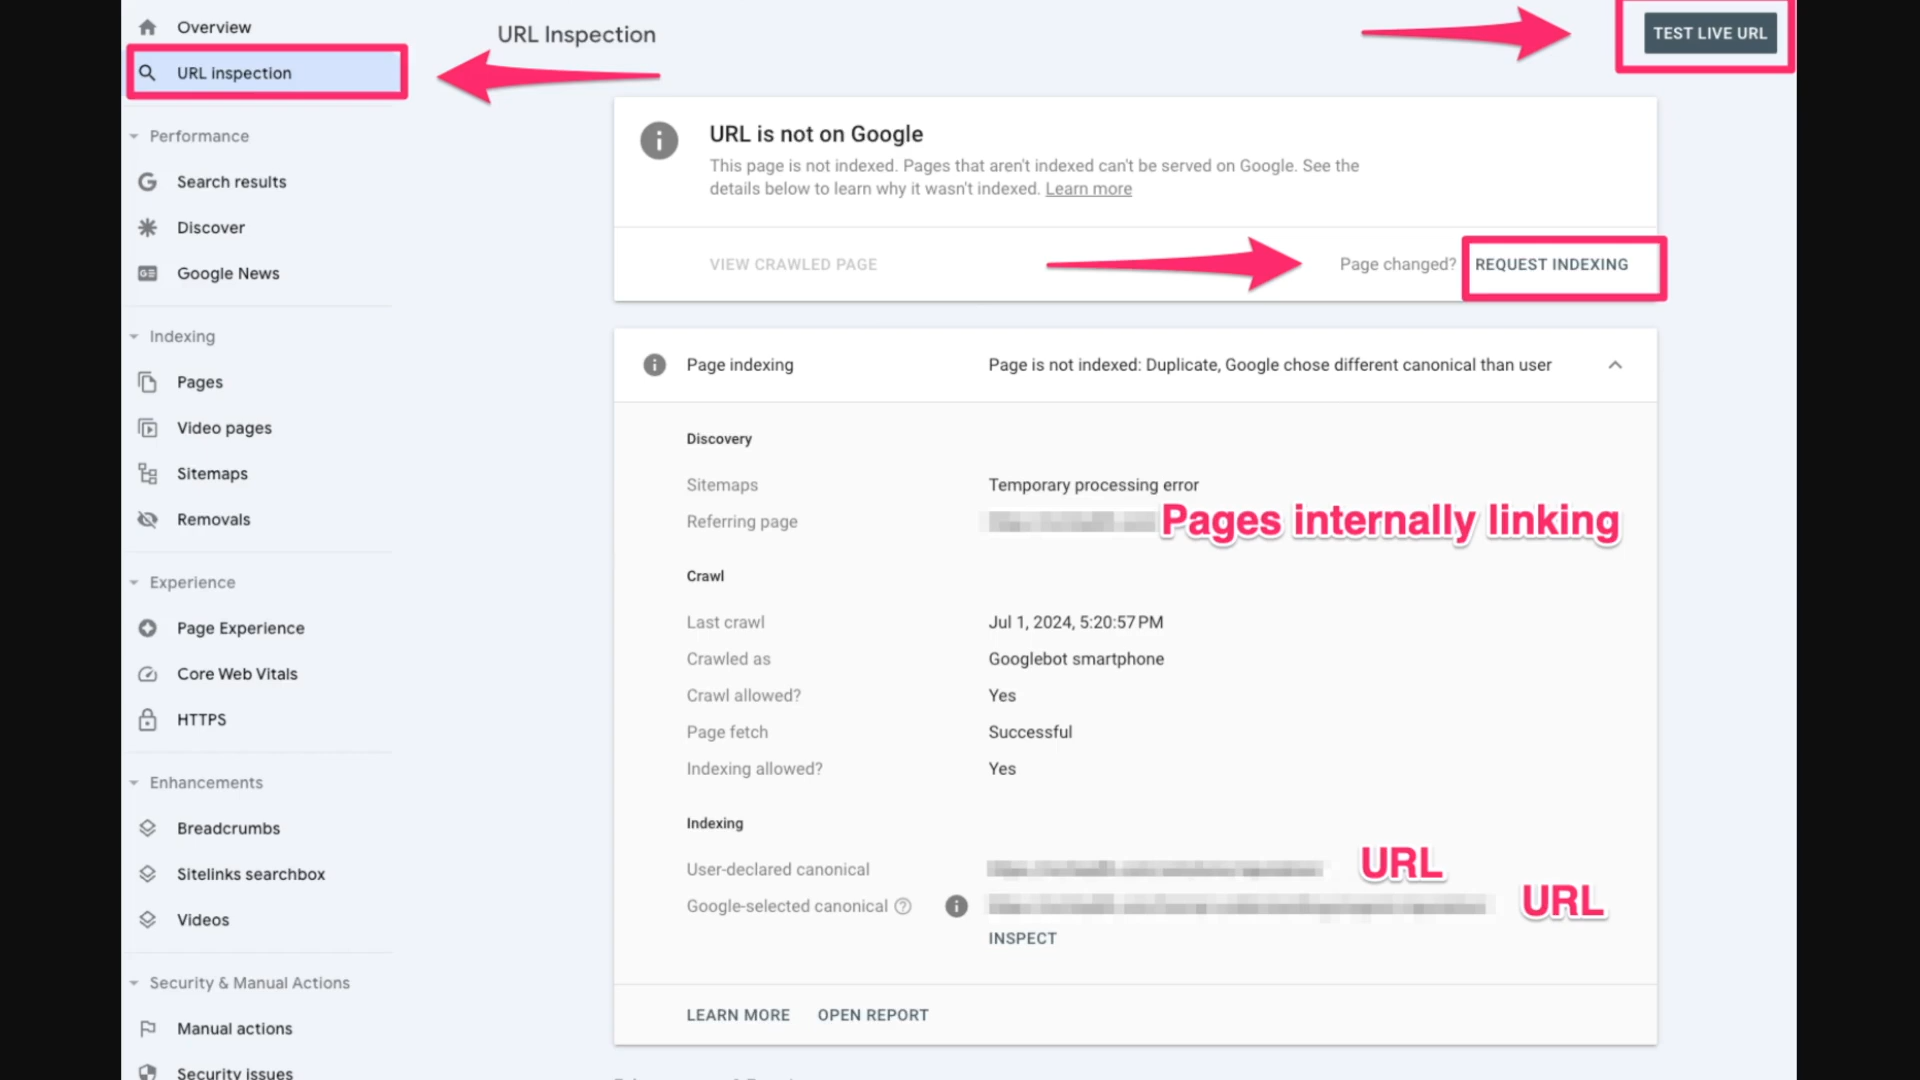 Overview
URL inspection
Performance
Search results
Discover
Google News
Indexing
Pages
Video pages
Sitemaps
Removals
Experience
Page Experience
Core Web Vitals
HTTPS
Enhancements
Breadcrumbs
Sitelinks searchbox
Videos
Security & Manual Actions
Manual actions
Security issues
URL Inspection
TEST LIVE URL
URL is not on Google
This page is not indexed. Pages that aren't indexed can't be served on Google. See the
details below to learn why it wasn't indexed. Learn more
VIEW CRAWLED PAGE
Page changed? REQUEST INDEXING
Page indexing
Page is not indexed: Duplicate, Google chose different canonical than user
Discovery
Sitemaps Temporary processing error
Referring page Pages internally linking
Crawl
Last crawl Jul 1, 2024, 5:20:57 PM
Crawled as Googlebot smartphone
Crawl allowed? Yes
Page fetch Successful
Indexing allowed? Yes
Indexing
User-declared canonical URL
Google-selected canonical URL
INSPECT
LEARN MORE OPEN REPORT